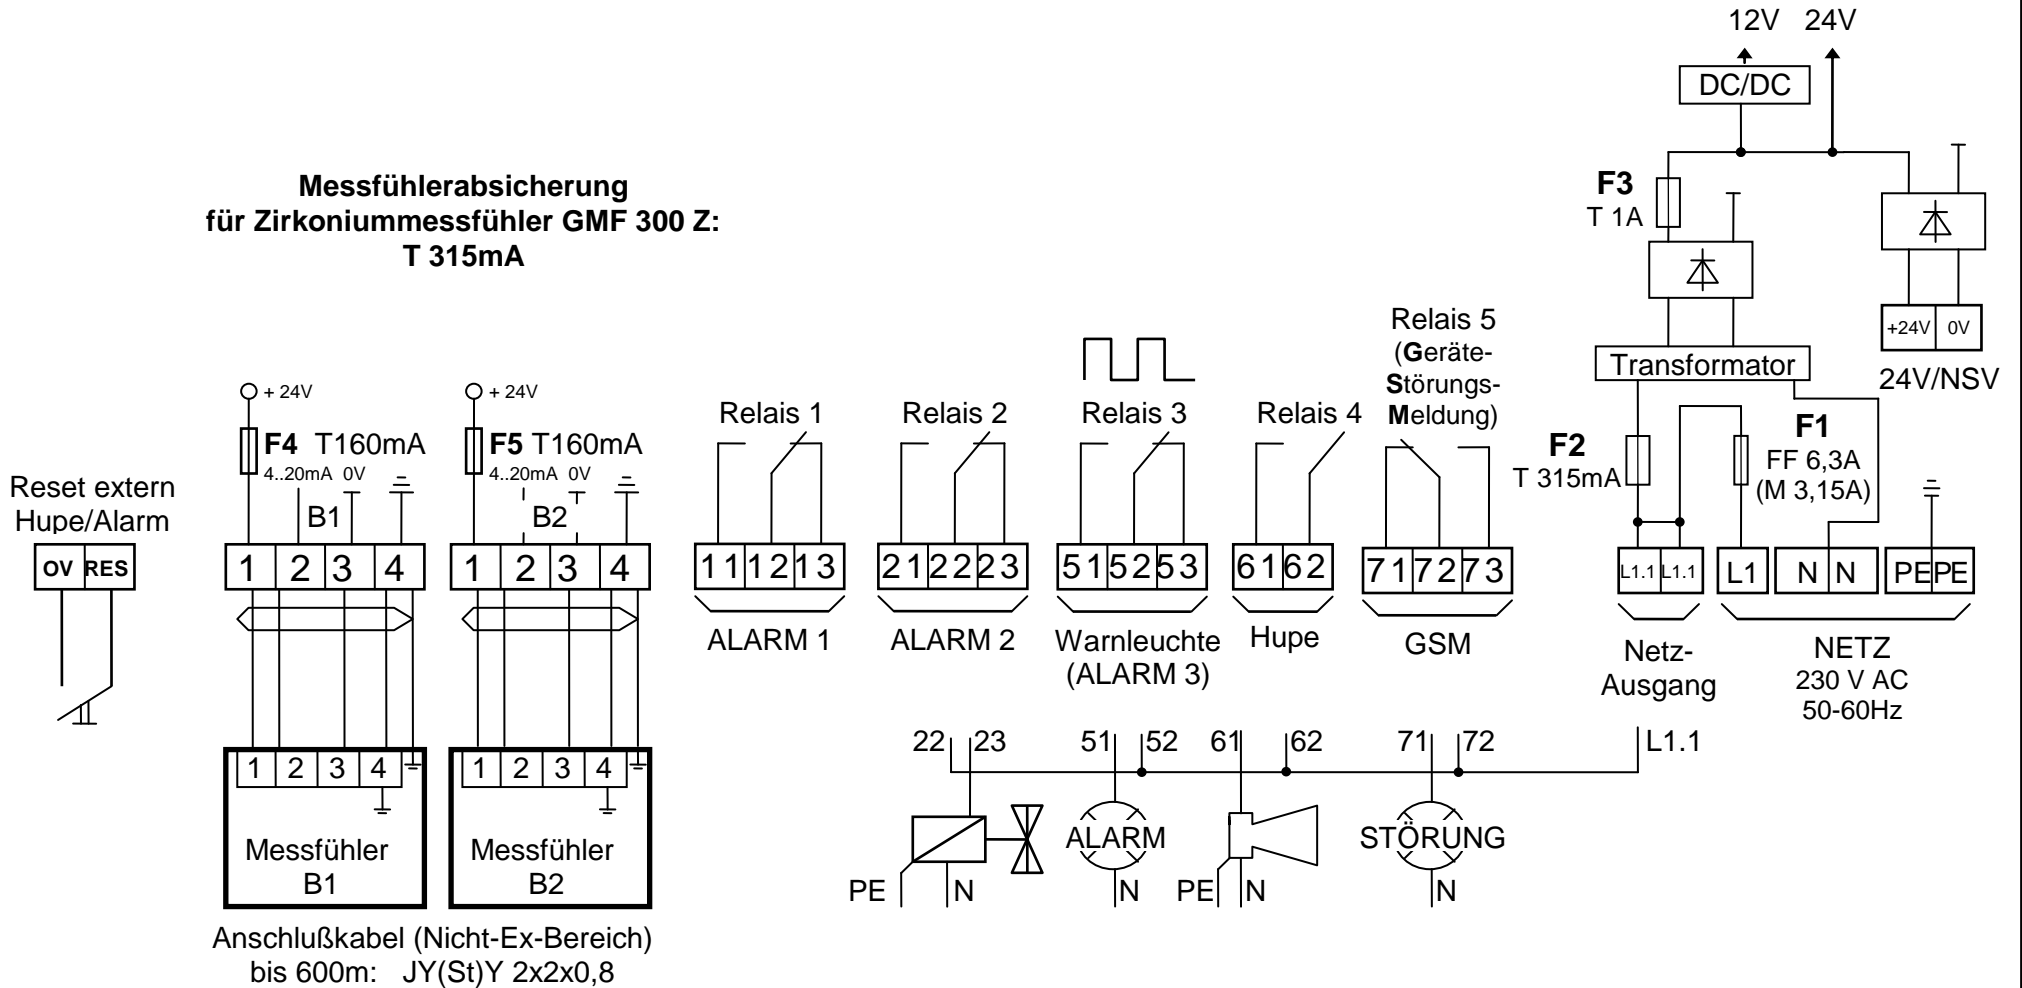 12V 24V
DC/DC
Messfühlerabsicherung
für Zirkoniummessfühler GMF 300 Z:
T 315mA
F3
T 1A
+24V 0V
24V/NSV
Transformator
Relais 5
(Geräte-
Störungs-
Meldung)
+ 24V
F4 T160mA
4..20mA 0V
B1
1 2 3 4
+ 24V
F5 T160mA
4..20mA 0V
B2
1 2 3 4
Reset extern
Hupe/Alarm
OV RES
Relais 1
11 12 13
ALARM 1
Relais 2
21 22 23
ALARM 2
Relais 3
51 52 53
Warnleuchte
(ALARM 3)
Relais 4
61 62
Hupe
71 72 73
GSM
F2
T 315mA
F1
FF 6,3A
(M 3,15A)
L1.1 L1.1
Netz-
Ausgang
L1 N N PE PE
NETZ
230 V AC
50-60Hz
1 2 3 4
Messfühler
B1
1 2 3 4
Messfühler
B2
22 23 51 52 61 62 71 72 L1.1
ALARM STÖRUNG
PE N N PE N N
Anschlußkabel (Nicht-Ex-Bereich)
bis 600m: JY(St)Y 2x2x0,8